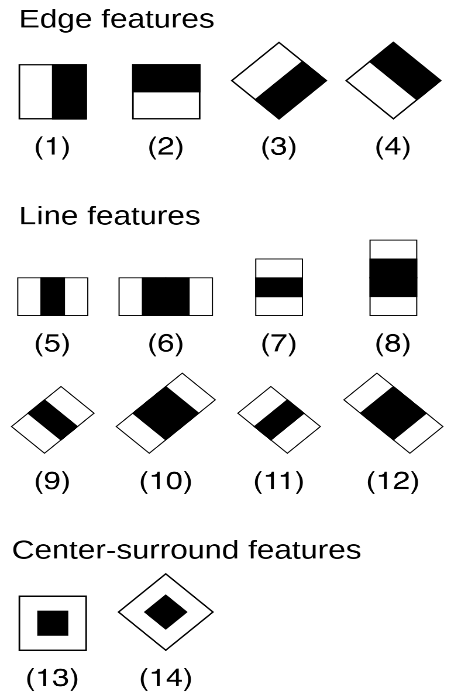 Edge features
(1) (2) (3) (4)
Line features
(5) (6) (7) (8)
(9) (10) (11) (12)
Center-surround features
(13) (14)